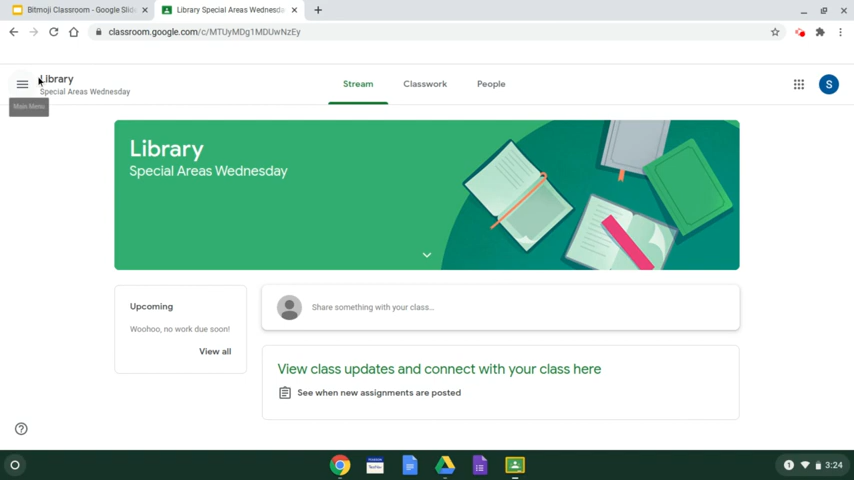 Bitmoji Classroom - Google Slide
Library Special Areas Wednesda
classroom.google.com/c/MTUyMDg1MDUwNzEy
Library
Special Areas Wednesday
Stream
Classwork
People
S
Main Menu
Library
Special Areas Wednesday
Upcoming
Woohoo, no work due soon!
View all
Share something with your class...
View class updates and connect with your class here
See when new assignments are posted
1
3:24